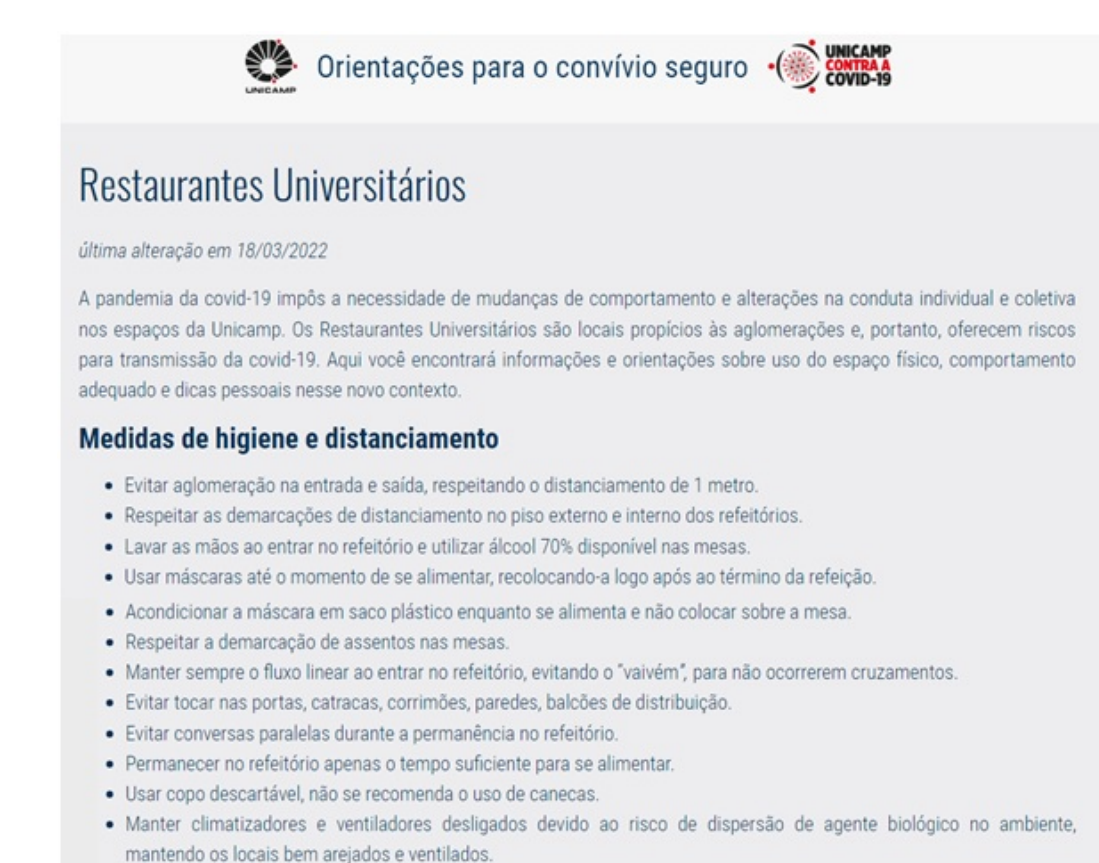 UNICAMP
Orientações para o convívio seguro
UNICAMP
CONTRA A
COVID-19
Restaurantes Universitários
última alteração em 18/03/2022
A pandemia da covid-19 impôs a necessidade de mudanças de comportamento e alterações na conduta individual e coletiva
nos espaços da Unicamp. Os Restaurantes Universitários são locais propícios às aglomerações e, portanto, oferecem riscos
para transmissão da covid-19. Aqui você encontrará informações e orientações sobre uso do espaço físico, comportamento
adequado e dicas pessoais nesse novo contexto.
Medidas de higiene e distanciamento
• Evitar aglomeração na entrada e saída, respeitando o distanciamento de 1 metro.
• Respeitar as demarcações de distanciamento no piso externo e interno dos refeitórios.
• Lavar as mãos ao entrar no refeitório e utilizar álcool 70% disponível nas mesas.
• Usar máscaras até o momento de se alimentar, recolocando-a logo após ao término da refeição.
• Acondicionar a máscara em saco plástico enquanto se alimenta e não colocar sobre a mesa.
• Respeitar a demarcação de assentos nas mesas.
• Manter sempre o fluxo linear ao entrar no refeitório, evitando o "vaivém", para não ocorrerem cruzamentos.
• Evitar tocar nas portas, catracas, corrimões, paredes, balcões de distribuição.
• Evitar conversas paralelas durante a permanência no refeitório.
• Permanecer no refeitório apenas o tempo suficiente para se alimentar.
• Usar copo descartável, não se recomenda o uso de canecas.
• Manter climatizadores e ventiladores desligados devido ao risco de dispersão de agente biológico no ambiente,
mantendo os locais bem arejados e ventilados.